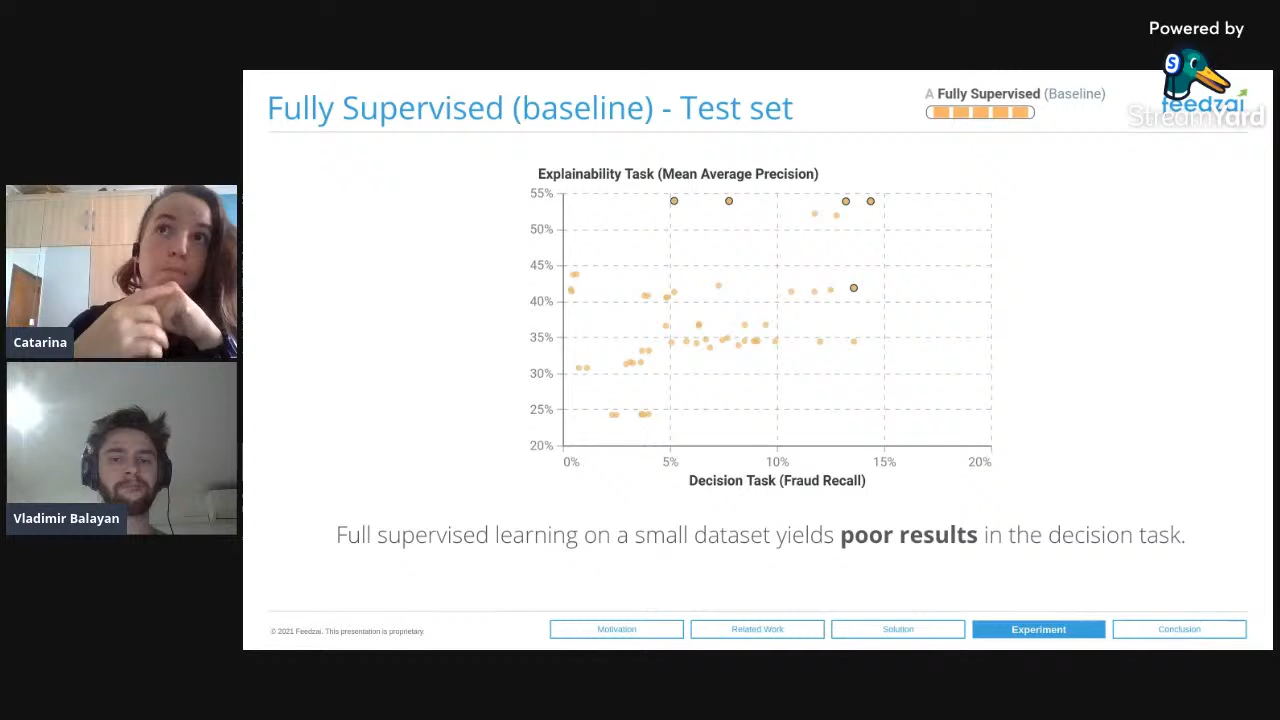 Powered by
S
feedzai
StreamYard
Fully Supervised (baseline) - Test set
A Fully Supervised (Baseline)
Explainability Task (Mean Average Precision)
55%
50%
45%
40%
35%
30%
25%
20%
0% 5% 10% 15% 20%
Decision Task (Fraud Recall)
Catarina
Vladimir Balayan
Full supervised learning on a small dataset yields poor results in the decision task.
© 2021 Feedzai. This presentation is proprietary.
Motivation Related Work Solution Experiment Conclusion